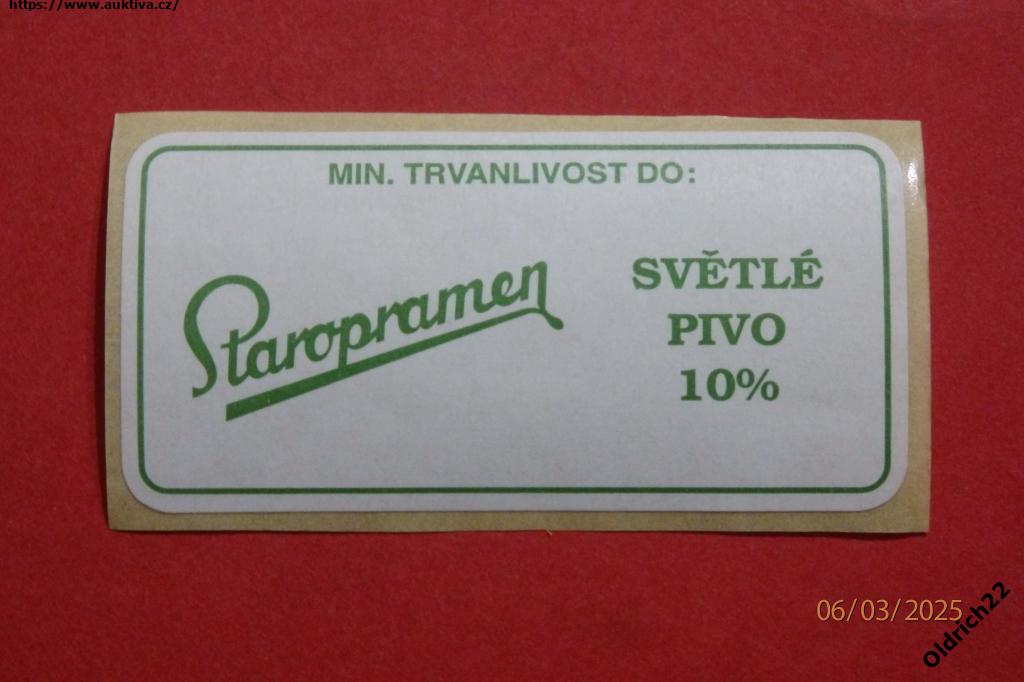 https://www.auktiva.cz/
MIN. TRVANLIVOST DO:
Staropramen
SVĚTLÉ
PIVO
10%
06/03/2025
Oldrich22